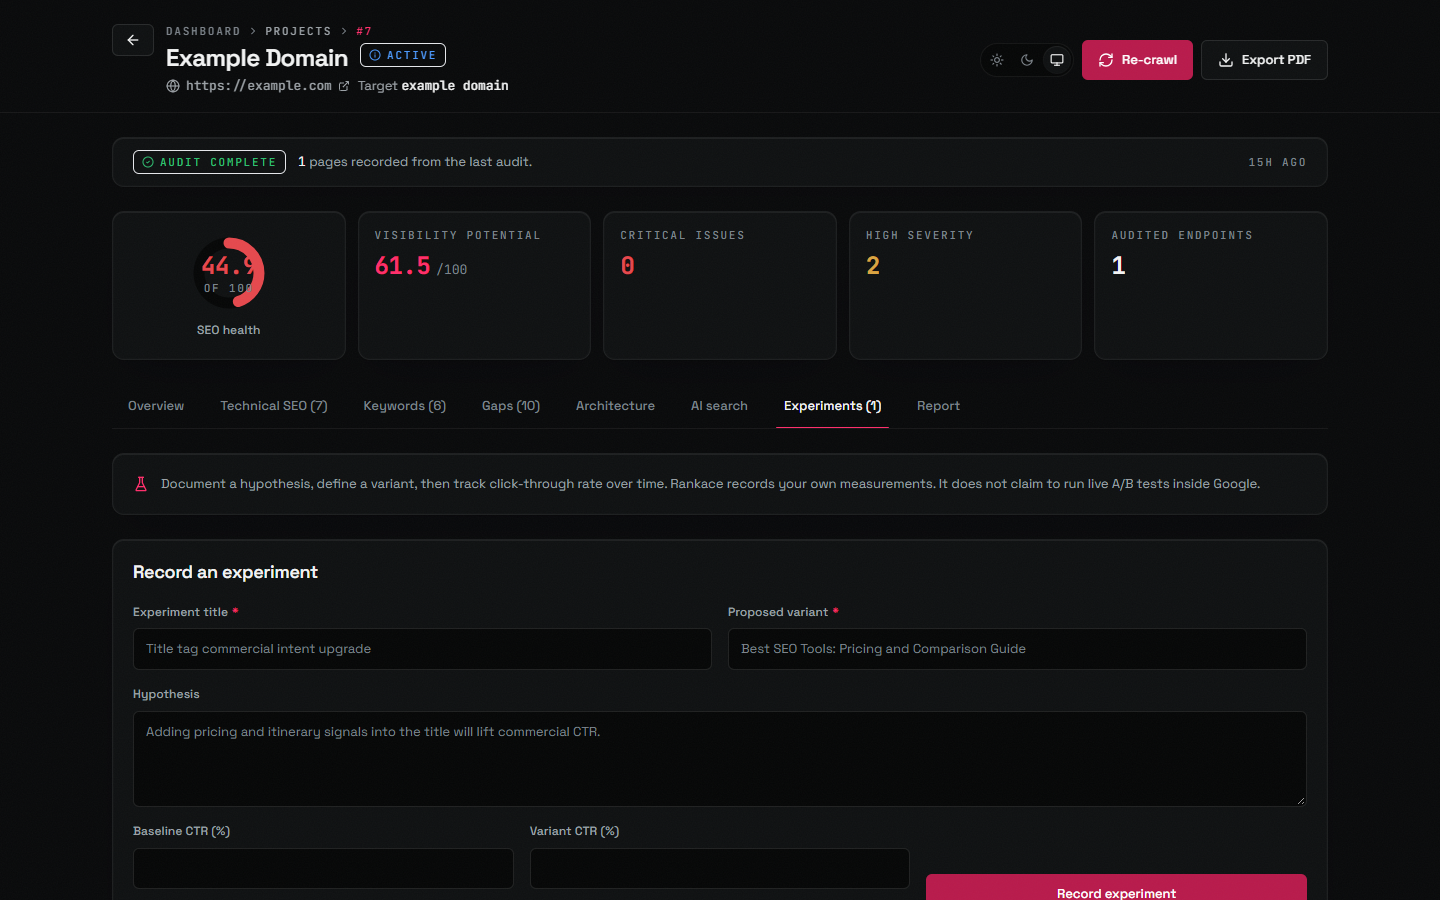 DASHBOARD > PROJECTS > #7
Example Domain
ACTIVE
https://example.com
Target example domain
Re-crawl
Export PDF
AUDIT COMPLETE
1 pages recorded from the last audit.
15H AGO
44.9
OF 100
SEO health
VISIBILITY POTENTIAL
61.5 /100
CRITICAL ISSUES
0
HIGH SEVERITY
2
AUDITED ENDPOINTS
1
Overview
Technical SEO (7)
Keywords (6)
Gaps (10)
Architecture
AI search
Experiments (1)
Report
Document a hypothesis, define a variant, then track click-through rate over time. Rankace records your own measurements. It does not claim to run live A/B tests inside Google.
Record an experiment
Experiment title *
Proposed variant *
Title tag commercial intent upgrade
Best SEO Tools: Pricing and Comparison Guide
Hypothesis
Adding pricing and itinerary signals into the title will lift commercial CTR.
Baseline CTR (%)
Variant CTR (%)
Record experiment